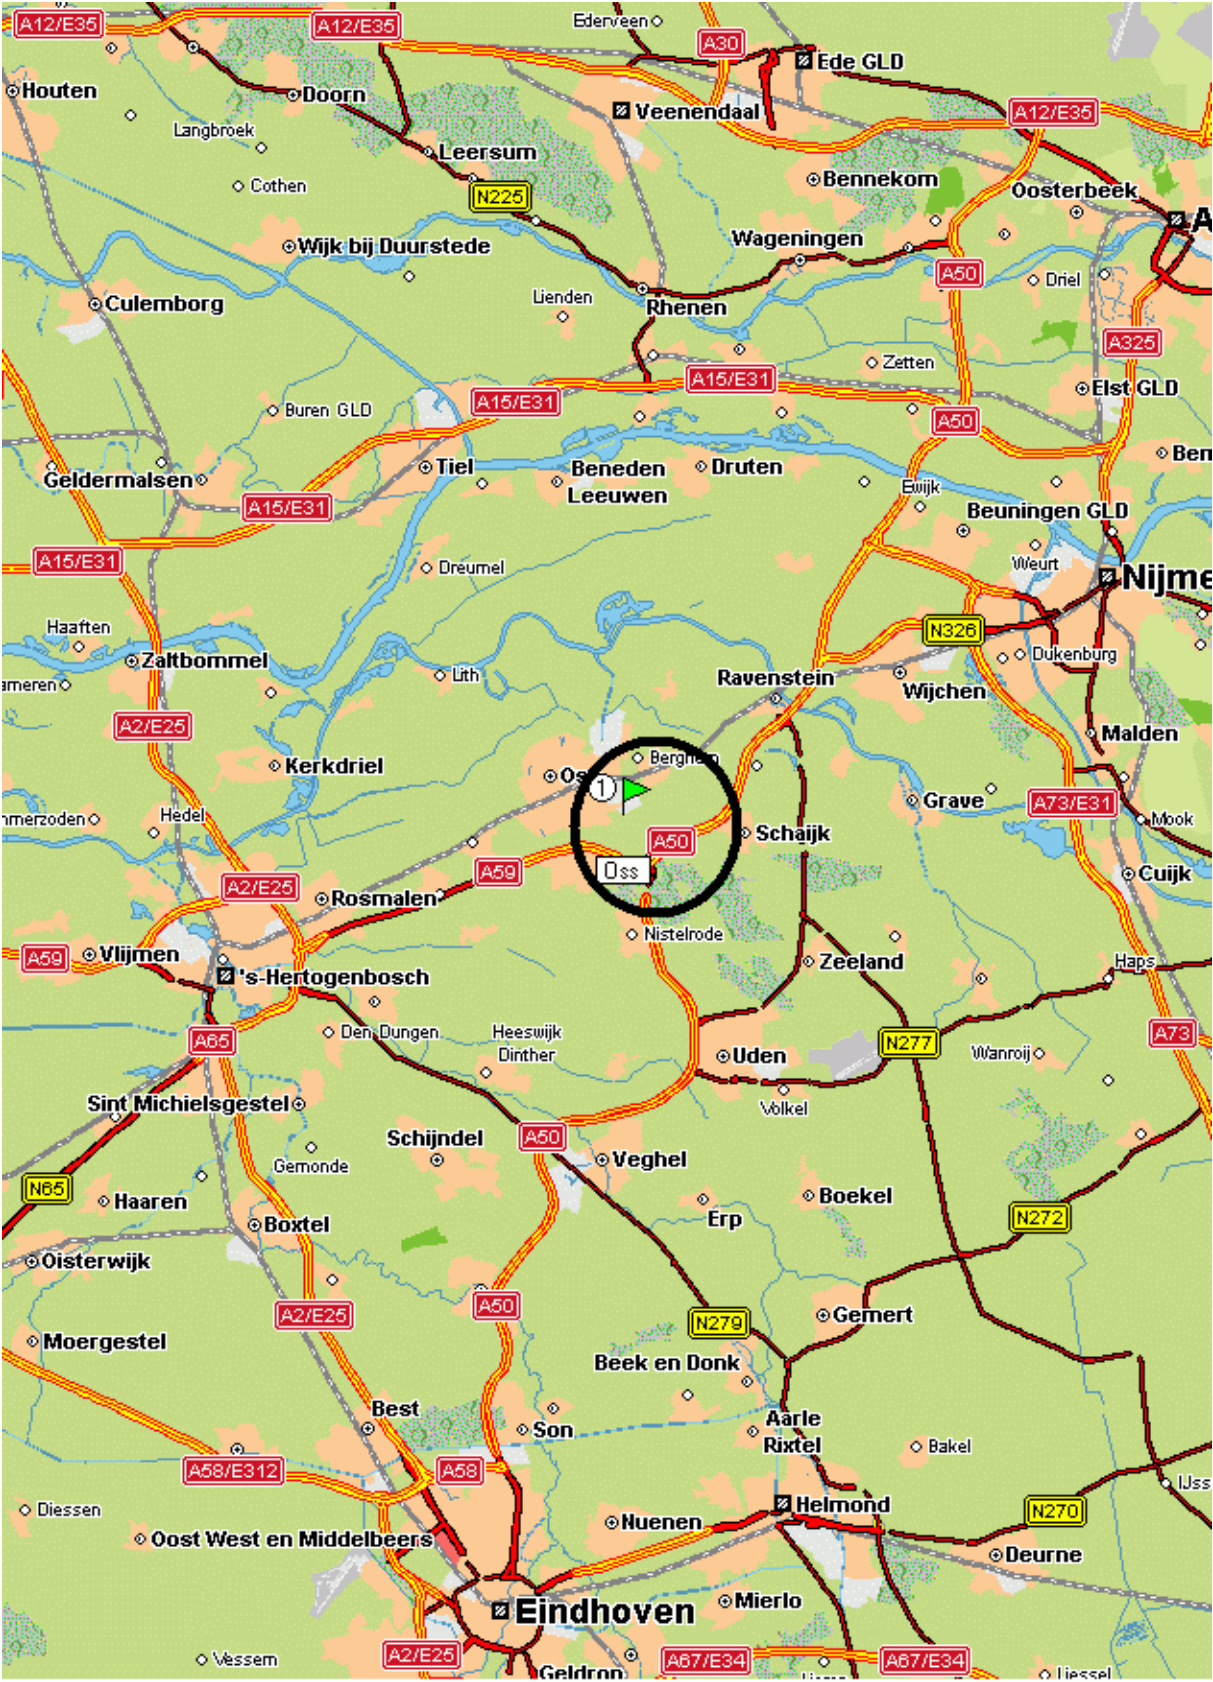 A12/E35
A12/E35
Ederveen
A30
Ede GLD
Houten
Doorn
Veenendaal
A12/E35
Langbroek
Leersum
Cothen
N225
Bennekom
Oosterbeek
A
Wijk bij Duurstede
Wageningen
A50
Driel
Culemborg
Lienden
Rhenen
A325
Zetten
A15/E31
Elst GLD
A15/E31
Buren GLD
A50
Geldermalsen
Tiel
Beneden
Leeuwen
Druten
Ben
Ewijk
A15/E31
Beuningen GLD
A15/E31
Dreumel
Weurt
Nijme
Haaften
N326
Zaltbommel
Dukenburg
Lith
Ravenstein
Wijchen
ameren
A2/E25
Malden
Kerkdriel
Os
Berghem
1
Grave
A73/E31
mmerzoden
Hedel
Mook
A50
Schaijk
Oss
A59
A2/E25
Rosmalen
Cuijk
Nistelrode
A59
Vlijmen
's-Hertogenbosch
Zeeland
Haps
A65
Den Dungen
Heeswijk
Dinther
Uden
N277
Wanroij
A73
Sint Michielsgestel
Volkel
Schijndel
A50
Veghel
Gemonde
N65
Haaren
Boekel
Erp
N272
Boxtel
Oisterwijk
A2/E25
A50
N279
Gemert
Moergestel
Beek en Donk
Best
Son
Aarle
Rixtel
Bakel
A58/E312
A58
IJss
Diessen
Helmond
N270
Oost West en Middelbeers
Nuenen
Deurne
Eindhoven
Mierlo
Vessem
A2/E25
Geldrop
A67/E34
A67/E34
Liessel